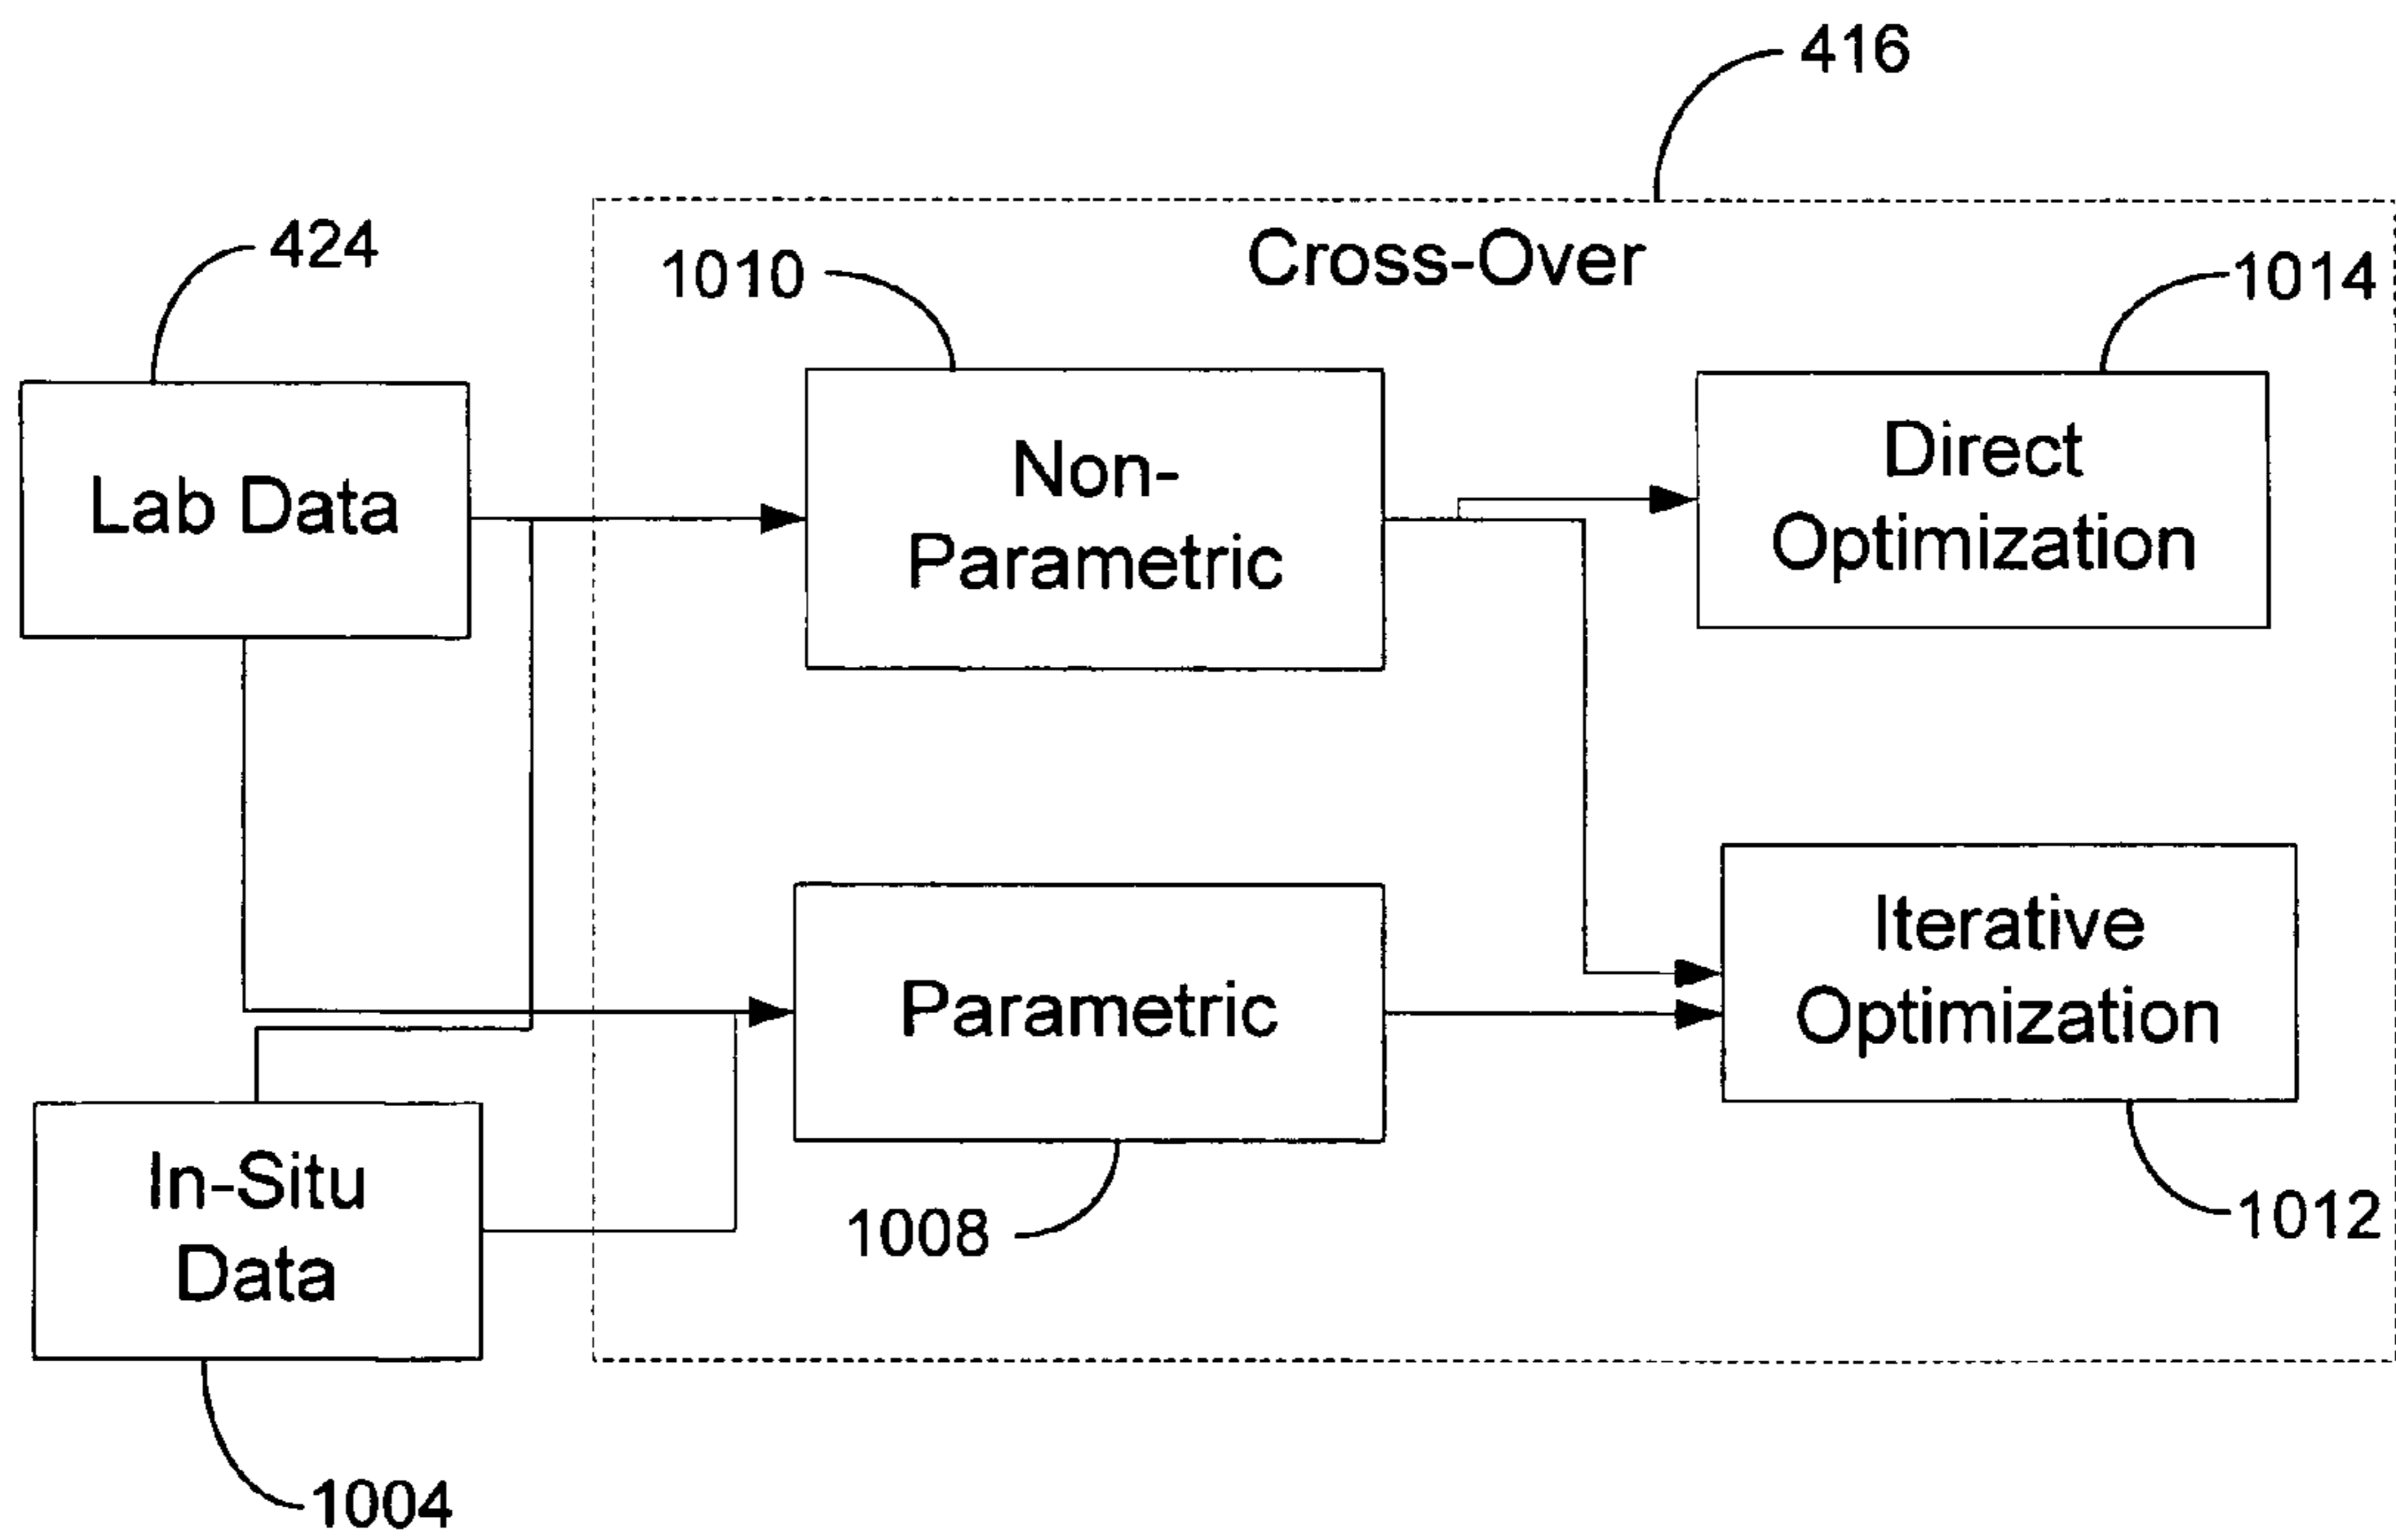 416
424
Cross-Over
1010
1014
Lab Data
Non-
Parametric
Direct
Optimization
Parametric
Iterative
Optimization
In-Situ
Data
1008
1012
1004